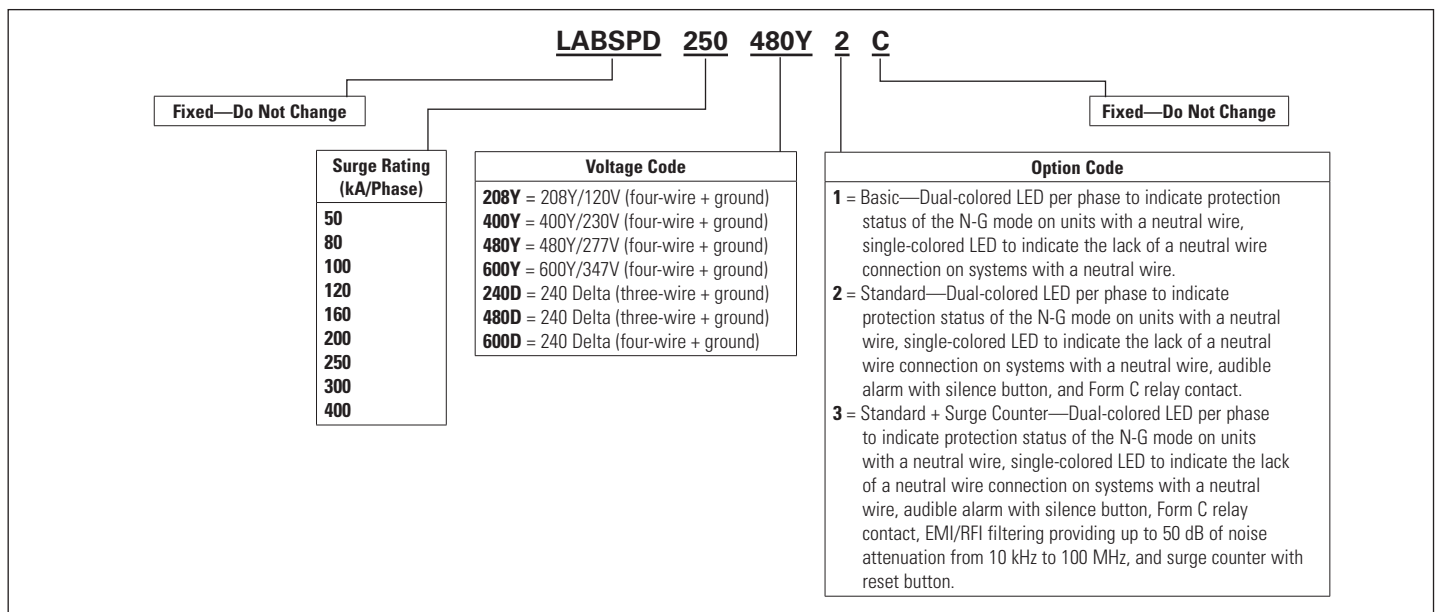 LABSPD 250 480Y 2 C
Fixed—Do Not Change
Fixed—Do Not Change
Surge Rating
(kA/Phase)
50
80
100
120
160
200
250
300
400
Voltage Code
208Y = 208Y/120V (four-wire + ground)
400Y = 400Y/230V (four-wire + ground)
480Y = 480Y/277V (four-wire + ground)
600Y = 600Y/347V (four-wire + ground)
240D = 240 Delta (three-wire + ground)
480D = 240 Delta (three-wire + ground)
600D = 240 Delta (four-wire + ground)
Option Code
1 = Basic—Dual-colored LED per phase to indicate protection
status of the N-G mode on units with a neutral wire,
single-colored LED to indicate the lack of a neutral wire
connection on systems with a neutral wire.
2 = Standard—Dual-colored LED per phase to indicate
protection status of the N-G mode on units with a neutral
wire, single-colored LED to indicate the lack of a neutral
wire connection on systems with a neutral wire, audible
alarm with silence button, and Form C relay contact.
3 = Standard + Surge Counter—Dual-colored LED per phase
to indicate protection status of the N-G mode on units
with a neutral wire, single-colored LED to indicate the lack
of a neutral wire connection on systems with a neutral
wire, audible alarm with silence button, Form C relay
contact, EMI/RFI filtering providing up to 50 dB of noise
attenuation from 10 kHz to 100 MHz, and surge counter with
reset button.